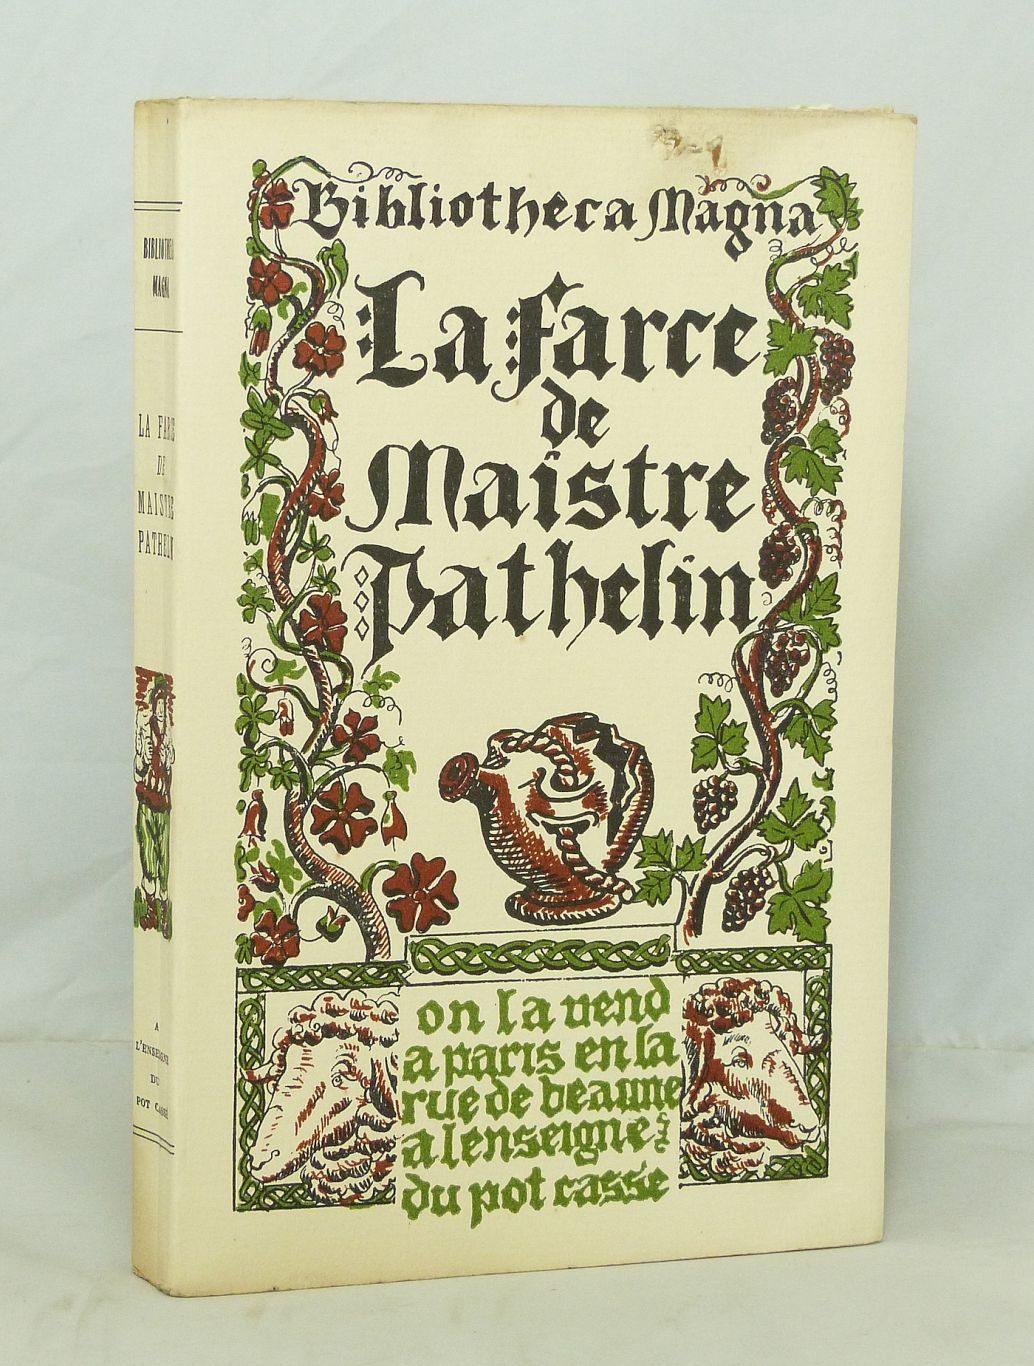 Bibliotheca Magna
La Farce
de
Maistre
Pathelin
on la vend
a paris en la
rue de beaune
a lenseigne
du pot casse
BIBLIOTHECA
MAGNA
LA FARCE
DE
MAISTRE
PATHELIN
A
L'ENSEIGNE
DU
POT CASSÉ